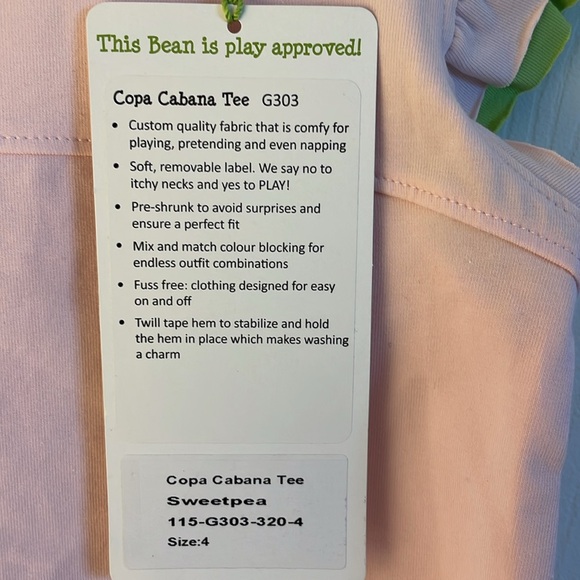 This Bean is play approved!
Copa Cabana Tee G303
• Custom quality fabric that is comfy for
playing, pretending and even napping
• Soft, removable label. We say no to
itchy necks and yes to PLAY!
• Pre-shrunk to avoid surprises and
ensure a perfect fit
• Mix and match colour blocking for
endless outfit combinations
• Fuss free: clothing designed for easy
on and off
• Twill tape hem to stabilize and hold
the hem in place which makes washing
a charm
Copa Cabana Tee
Sweetpea
115-G303-320-4
Size:4